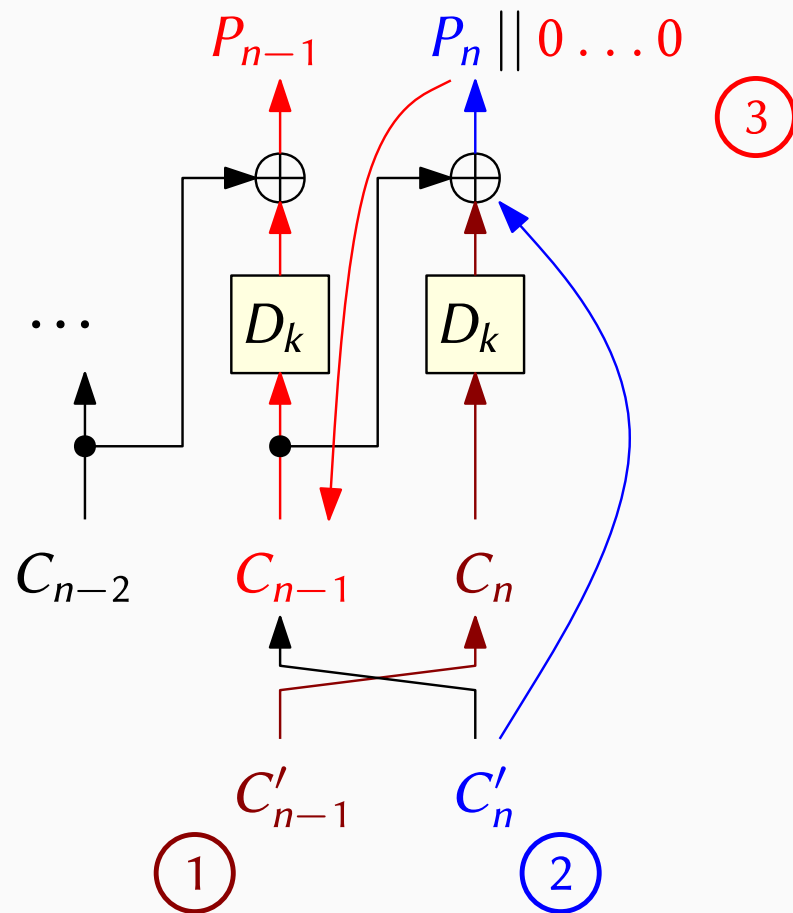 P_{n−1} P_n || 0 . . . 0
3
D_k D_k
. . .
C_{n−2} C_{n−1} C_n
C′_{n−1} C′_n
1 2